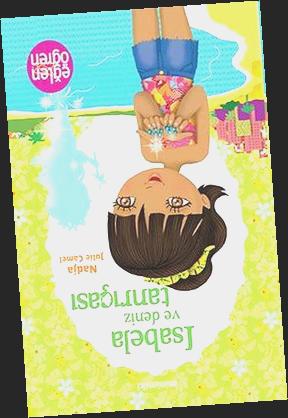 Isabela
ve deniz
tanrıçası
Nadja
Julie Camel
eğlen
öğren